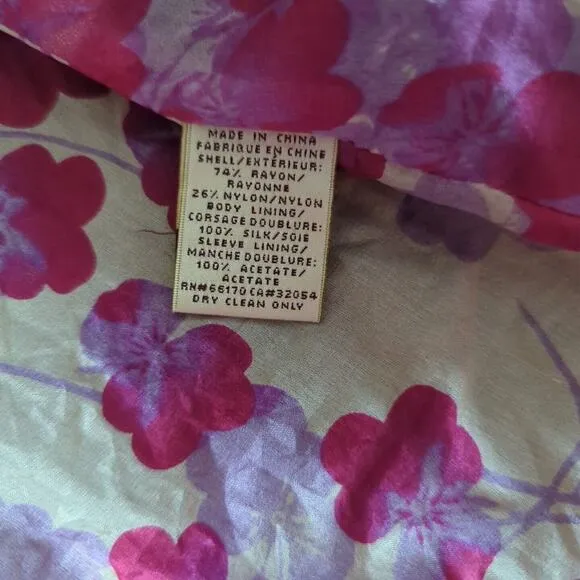 MADE IN CHINA
FABRIQUE EN CHINE
SHELL/EXTÉRIEUR:
74% RAYON/
RAYONNE
26% NYLON/NYLON
BODY LINING/
CORSAGE DOUBLURE:
100% SILK/SOIE
SLEEVE LINING/
MANCHE DOUBLURE:
100% ACETATE/
ACETATE
RN#66170 CA#32054
DRY CLEAN ONLY